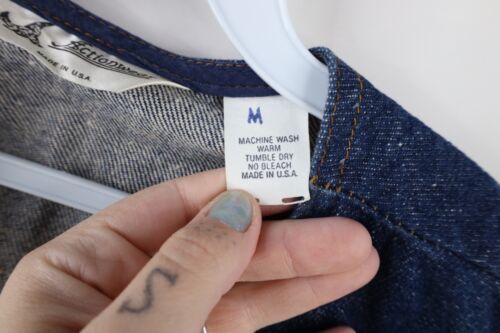 Actionwear
MADE IN U.S.A.
M
MACHINE WASH
WARM
TUMBLE DRY
NO BLEACH
MADE IN U.S.A.
S